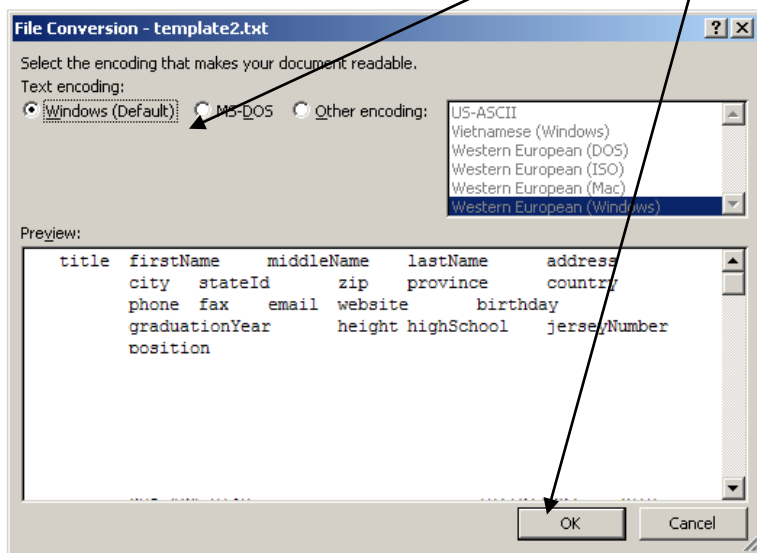 File Conversion - template2.txt
Select the encoding that makes your document readable.
Text encoding:
Windows (Default) MS-DOS Other encoding:
US-ASCII
Vietnamese (Windows)
Western European (DOS)
Western European (ISO)
Western European (Mac)
Western European (Windows)
Preview:
title firstName middleName lastName address
city stateId zip province country
phone fax email website birthday
graduationYear height highSchool jerseyNumber
position
OK Cancel